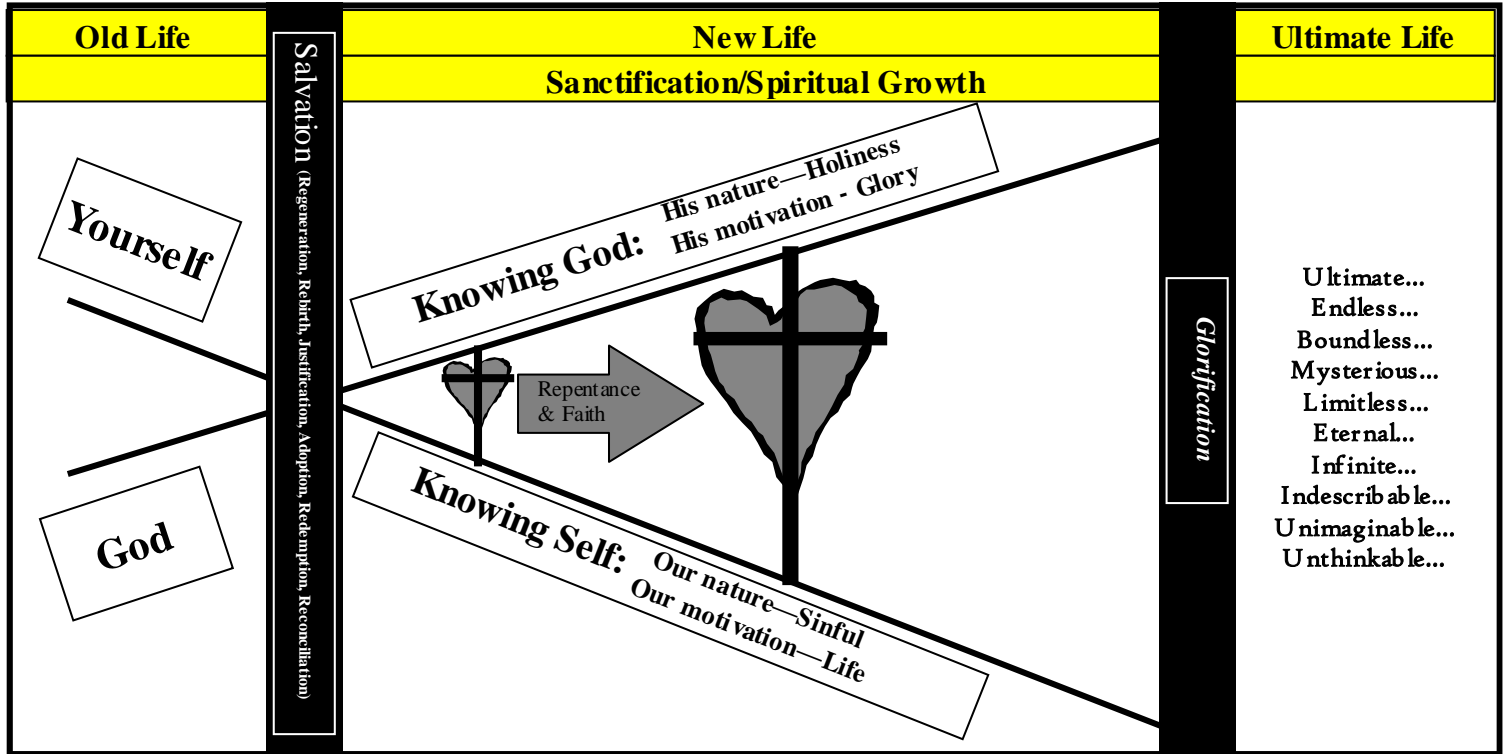 Old Life
New Life
Ultimate Life
Sanctification/Spiritual Growth
Yourself
God
Salvation (Regeneration, Rebirth, Justification, Adoption, Redemption, Reconciliation)
Knowing God:
His nature—Holiness
His motivation - Glory
Repentance
& Faith
Knowing Self:
Our nature—Sinful
Our motivation—Life
Glorification
Ultimate...
Endless...
Boundless...
Mysterious...
Limitless...
Eternal...
Infinite...
Indescribable...
Unimaginable...
Unthinkable...